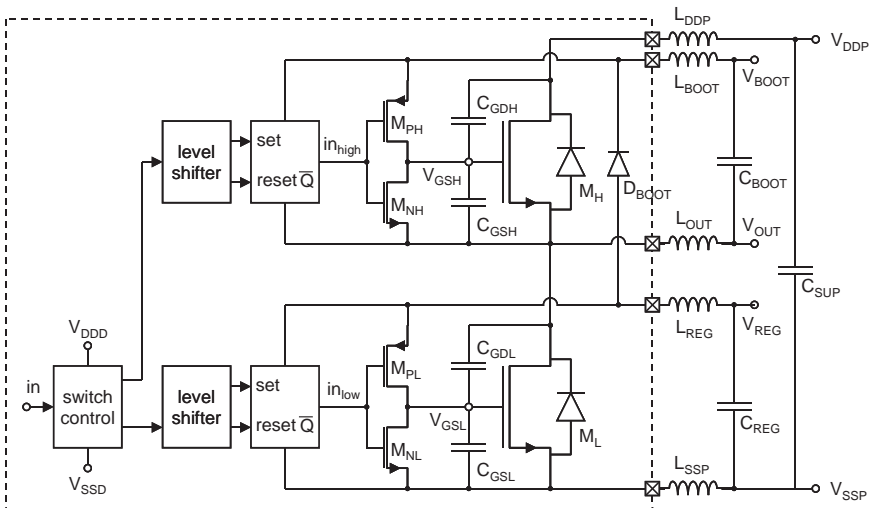 L_DDP
V_DDP
L_BOOT
V_BOOT
C_GDH
M_PH
level shifter
set
reset Q̅
in_high
V_GSH
M_H
D_BOOT
C_BOOT
M_NH
C_GSH
L_OUT
V_OUT
C_SUP
V_DDD
L_REG
V_REG
C_GDL
M_PL
in
switch control
level shifter
set
reset Q̅
in_low
V_GSL
M_L
C_REG
M_NL
C_GSL
V_SSD
L_SSP
V_SSP